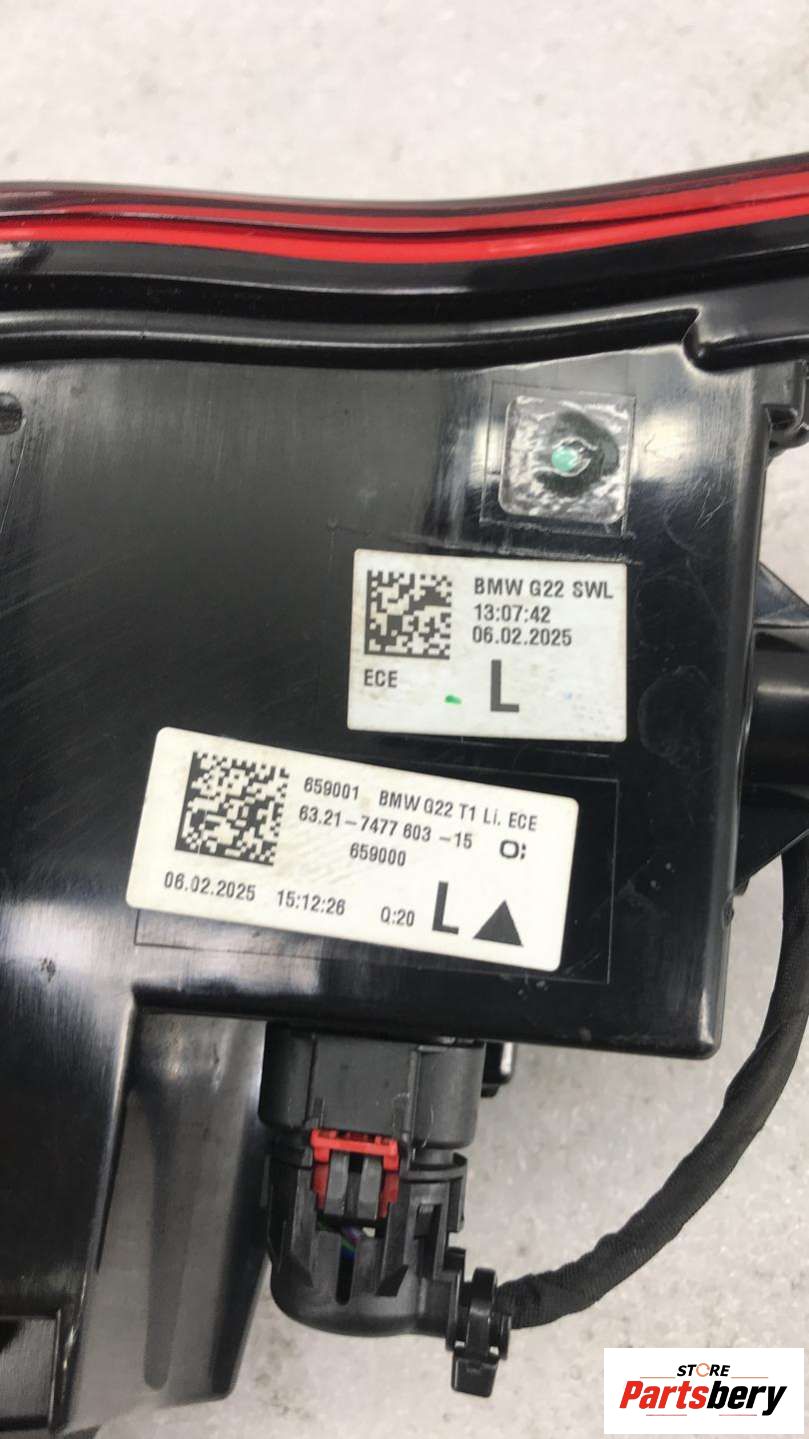 BMW G22 SWL
13:07:42
06.02.2025
ECE
L
659001 BMW G22 T1 Li. ECE
63.21-7477 603 -15
659000
06.02.2025 15:12:26 Q:20 L
STORE
Partsbery